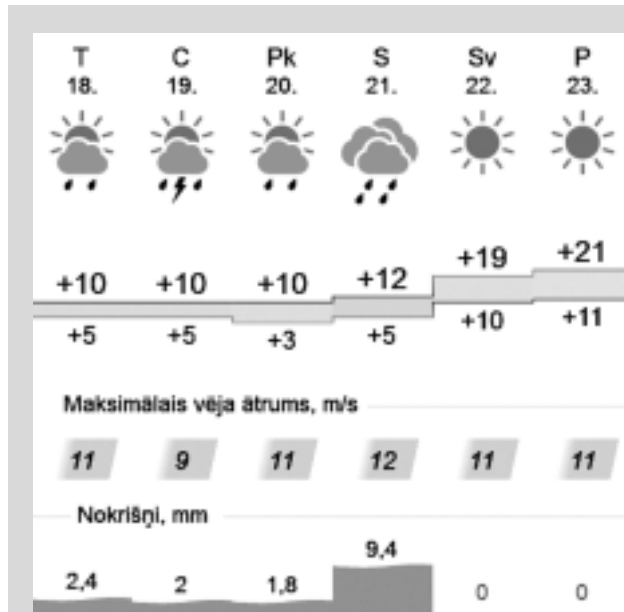 T C Pk S Sv P
18. 19. 20. 21. 22. 23.
+10 +10 +10 +12 +19 +21
+5 +5 +3 +5 +10 +11
Maksimālais vēja ātrums, m/s
11 9 11 12 11 11
Nokrišņi, mm
2,4 2 1,8 9,4 0 0